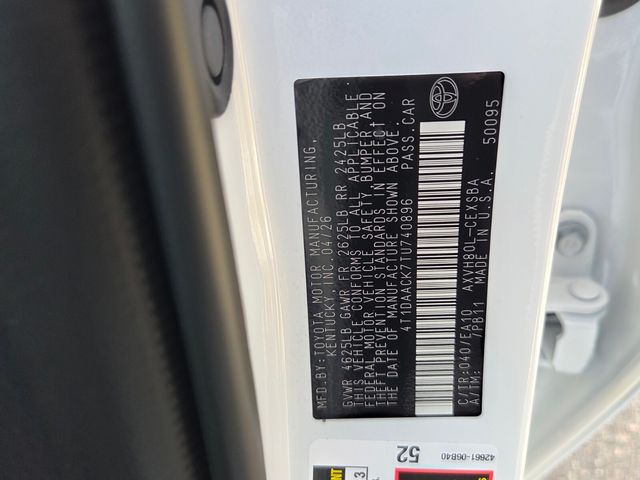 MFD.BY: TOYOTA MOTOR MANUFACTURING,
KENTUCKY, INC. 04/26
GVWR 4625LB GAWR FR 2625LB RR 2425LB
THIS VEHICLE CONFORMS TO ALL APPLICABLE
FEDERAL MOTOR VEHICLE SAFETY, BUMPER AND
THEFT PREVENTION STANDARDS IN EFFECT ON
THE DATE OF MANUFACTURE SHOWN ABOVE.
4T1DAACK7TU740896 PASS.CAR
C/TR:040/EA10 AXVH80L-CEXSBA
A/TM: /PB11 MADE IN U.S.A.
50095
52
42661-06B40
3